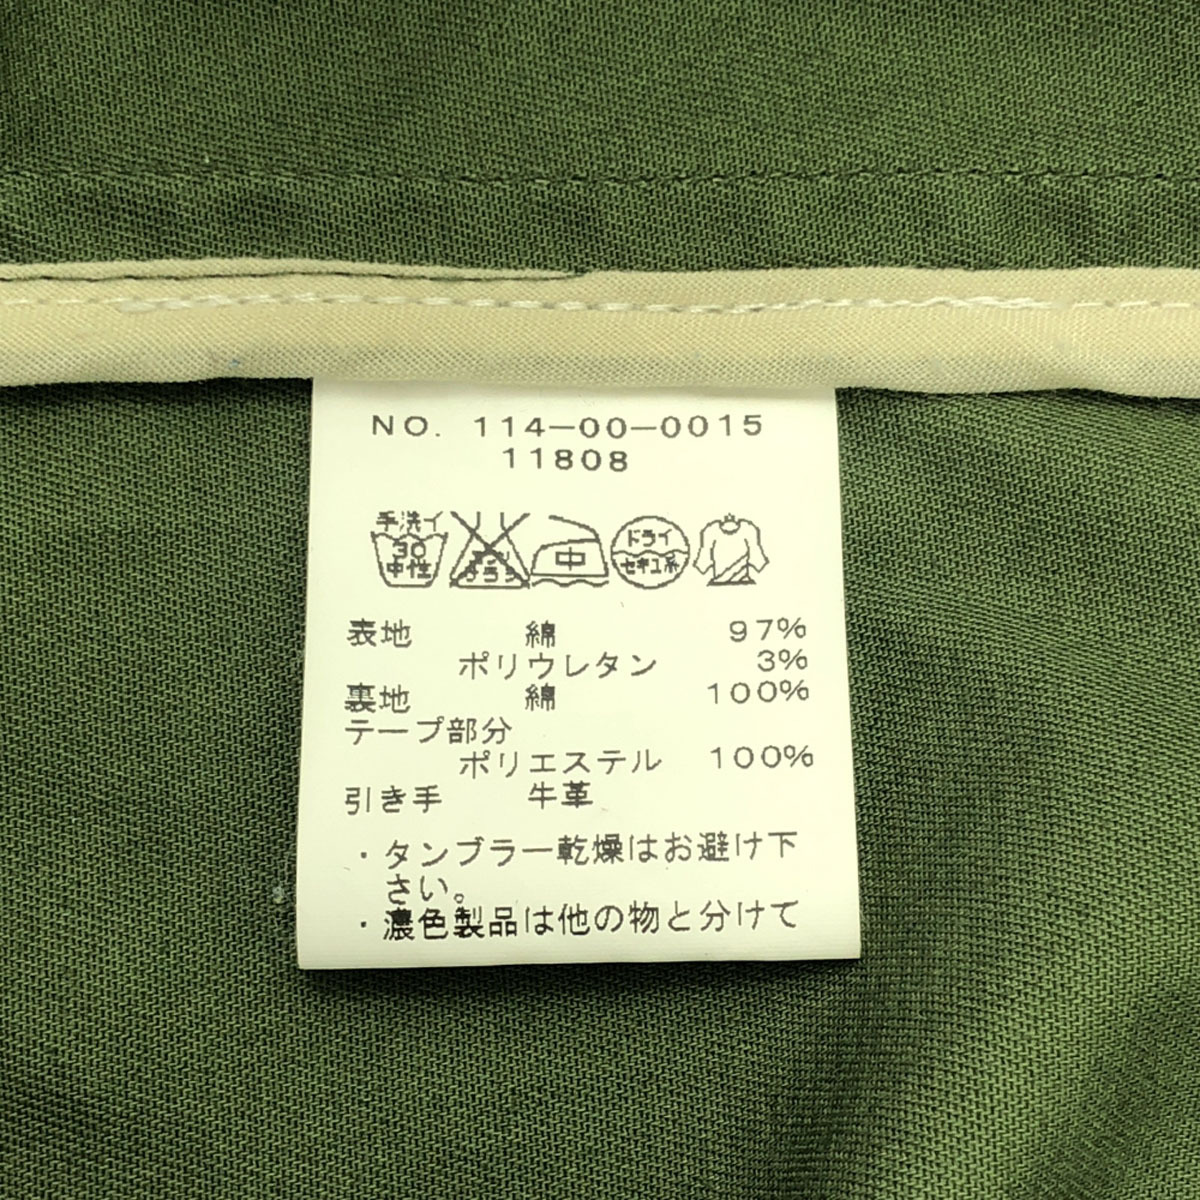 NO. 114-00-0015
11808
手洗イ
30
中性
中
ドライ
セキユ系
表地 綿 97%
ポリウレタン 3%
裏地 綿 100%
テープ部分
ポリエステル 100%
引き手 牛革
・タンブラー乾燥はお避け下
さい。
・濃色製品は他の物と分けて